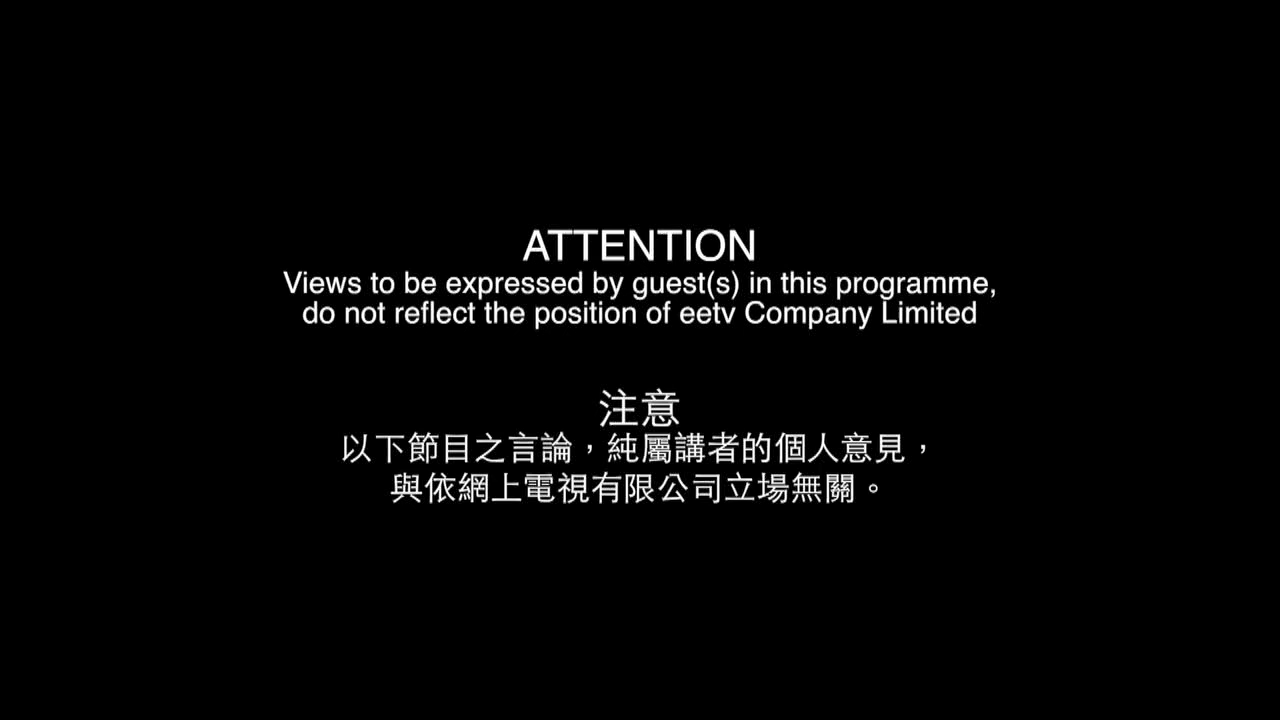 ATTENTION
Views to be expressed by guest(s) in this programme,
do not reflect the position of eetv Company Limited
注意
以下節目之言論，純屬講者的個人意見，
與依網上電視有限公司立場無關。